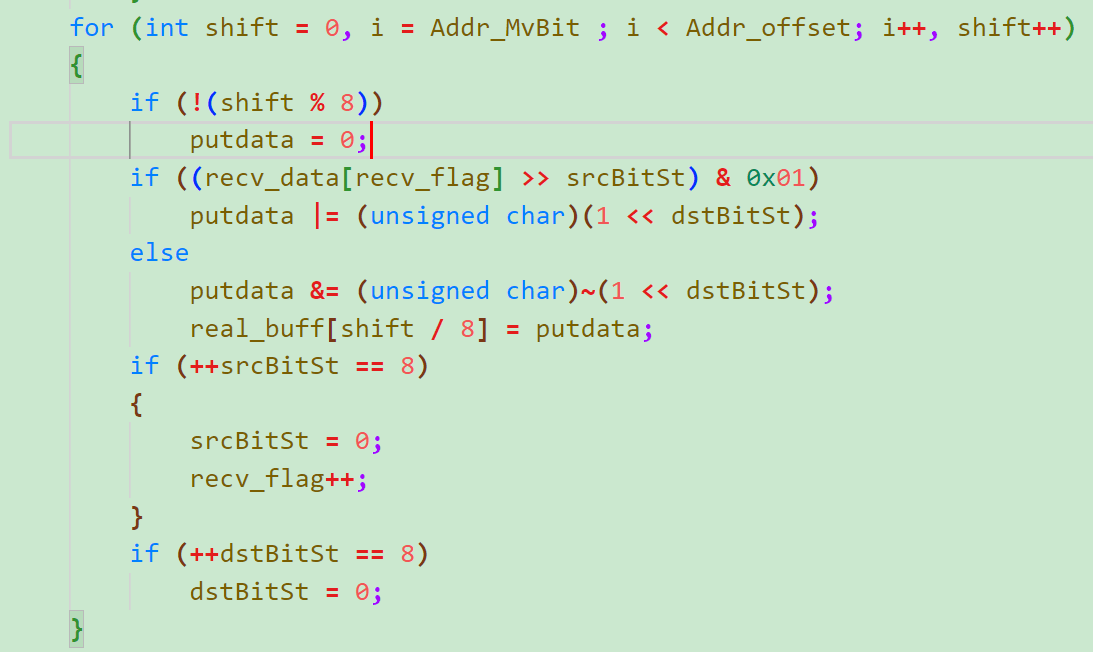 for (int shift = 0, i = Addr_MvBit ; i < Addr_offset; i++, shift++)
{
if (!(shift % 8))
putdata = 0;
if ((recv_data[recv_flag] >> srcBitSt) & 0x01)
putdata |= (unsigned char)(1 << dstBitSt);
else
putdata &= (unsigned char)~(1 << dstBitSt);
real_buff[shift / 8] = putdata;
if (++srcBitSt == 8)
{
srcBitSt = 0;
recv_flag++;
}
if (++dstBitSt == 8)
dstBitSt = 0;
}